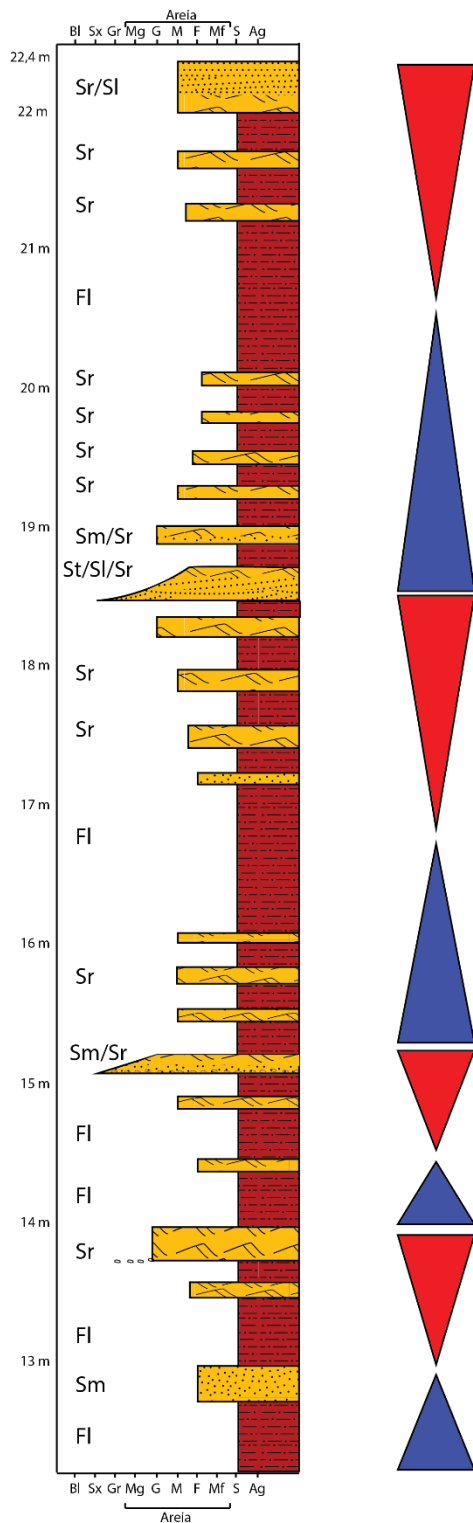 Areia
Bl Sx Gr Mg G M F Mf S Ag
22,4 m
Sr/Sl
22 m
Sr
Sr
21 m
Fl
20 m
Sr
Sr
Sr
Sr
19 m
Sm/Sr
St/Sl/Sr
18 m
Sr
Sr
17 m
Fl
16 m
Sr
Sm/Sr
15 m
Fl
Fl
14 m
Sr
Fl
13 m
Sm
Fl
Bl Sx Gr Mg G M F Mf S Ag
Areia